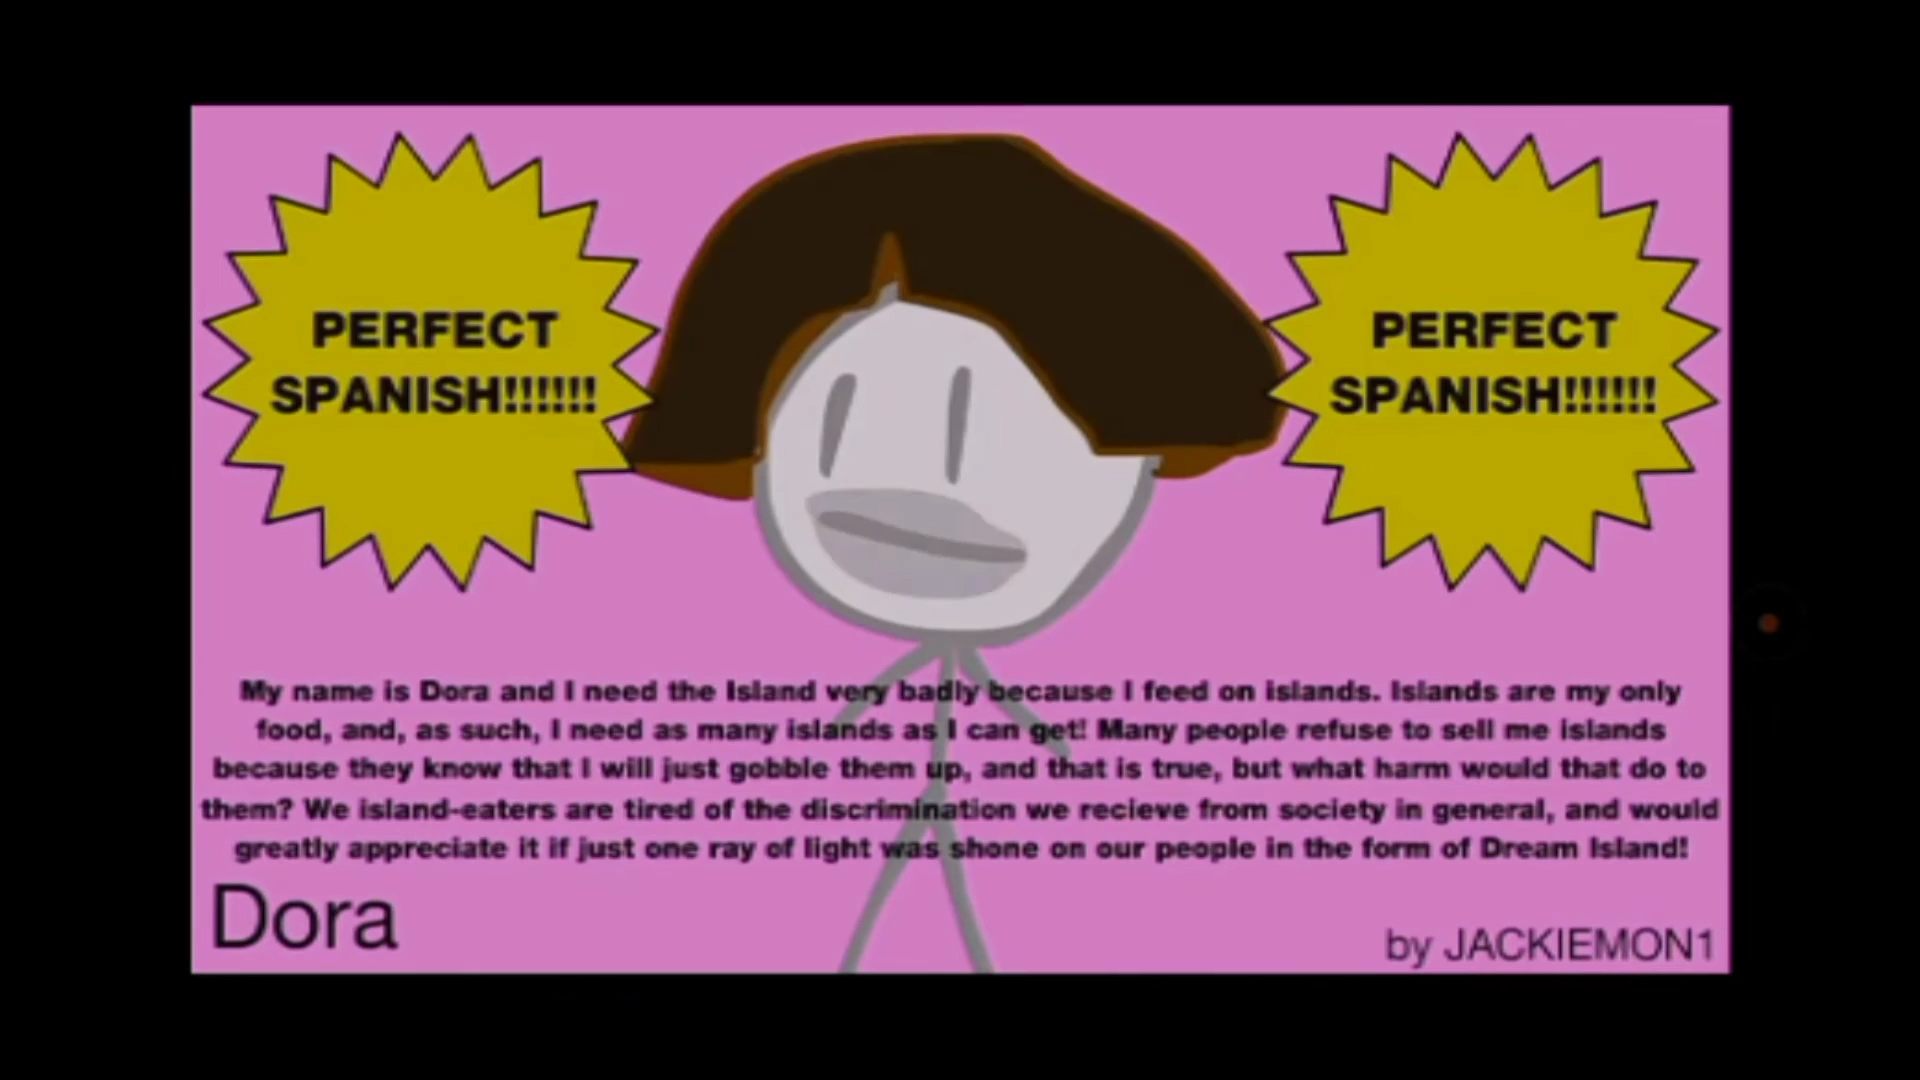 PERFECT
SPANISH!!!!!!
PERFECT
SPANISH!!!!!!
My name is Dora and I need the Island very badly because I feed on islands. Islands are my only
food, and, as such, I need as many islands as I can get! Many people refuse to sell me islands
because they know that I will just gobble them up, and that is true, but what harm would that do to
them? We island-eaters are tired of the discrimination we recieve from society in general, and would
greatly appreciate it if just one ray of light was shone on our people in the form of Dream Island!
Dora
by JACKIEMON1